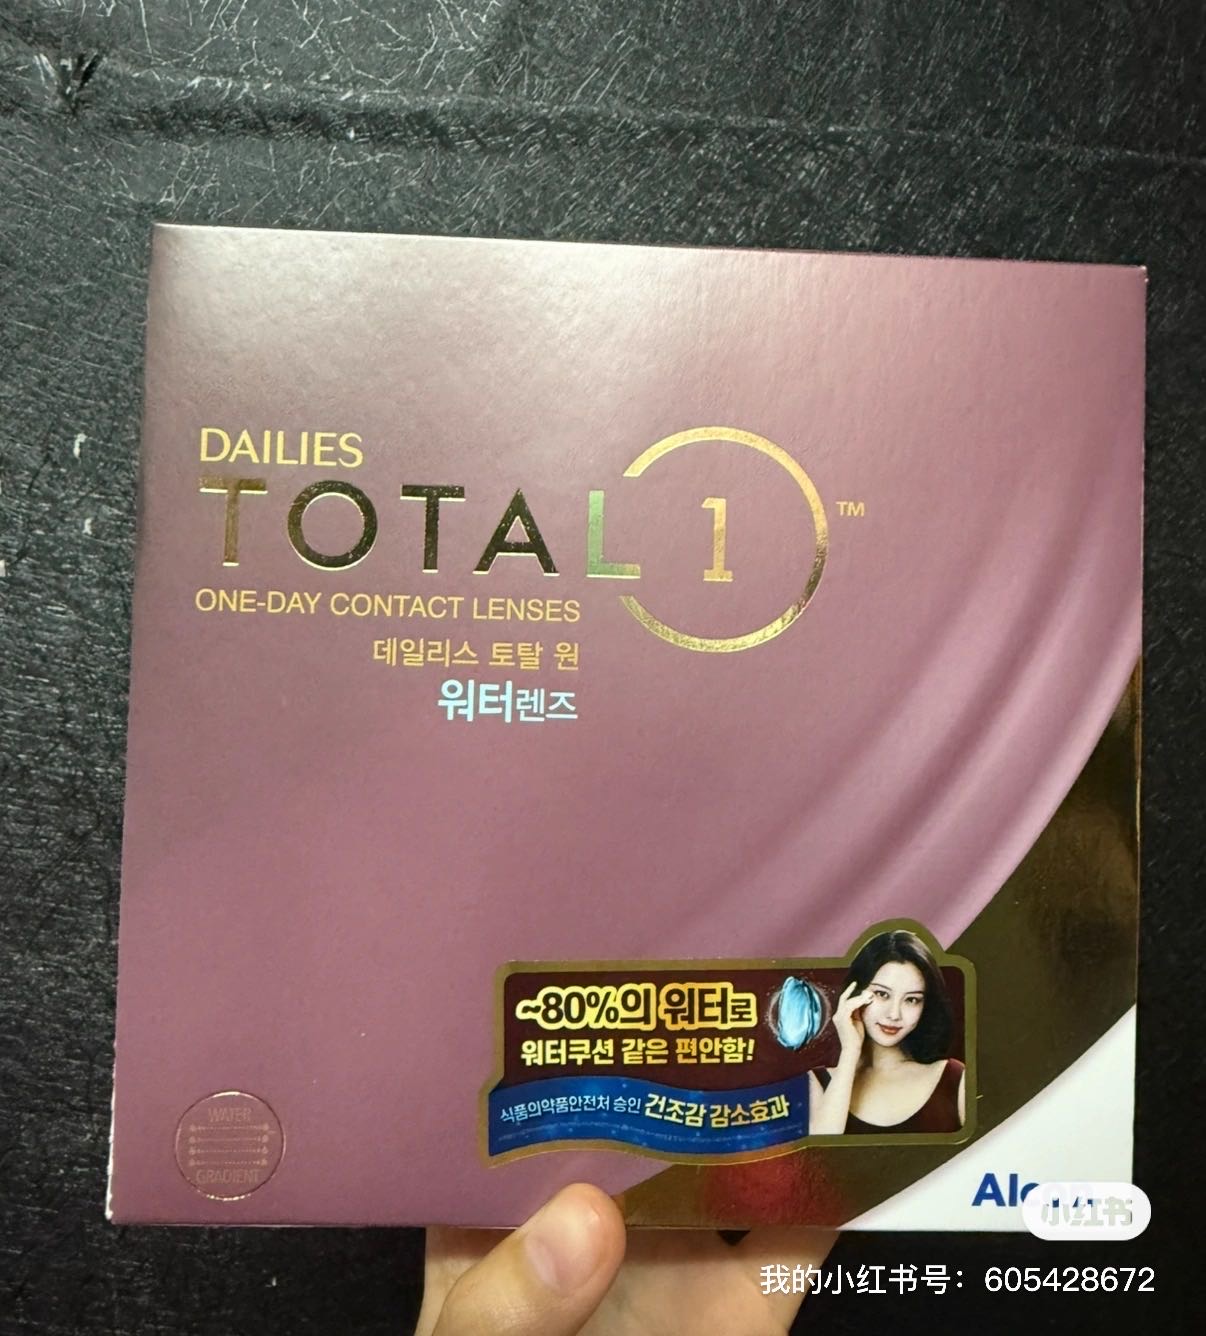 DAILIES
TOTAL 1™
ONE-DAY CONTACT LENSES
데일리스 토탈 원
워터렌즈
~80%의 워터로
워터쿠션 같은 편안함!
식품의약품안전처 승인 건조감 감소효과
WATER
GRADIENT
Alcon
小红书
我的小红书号：605428672